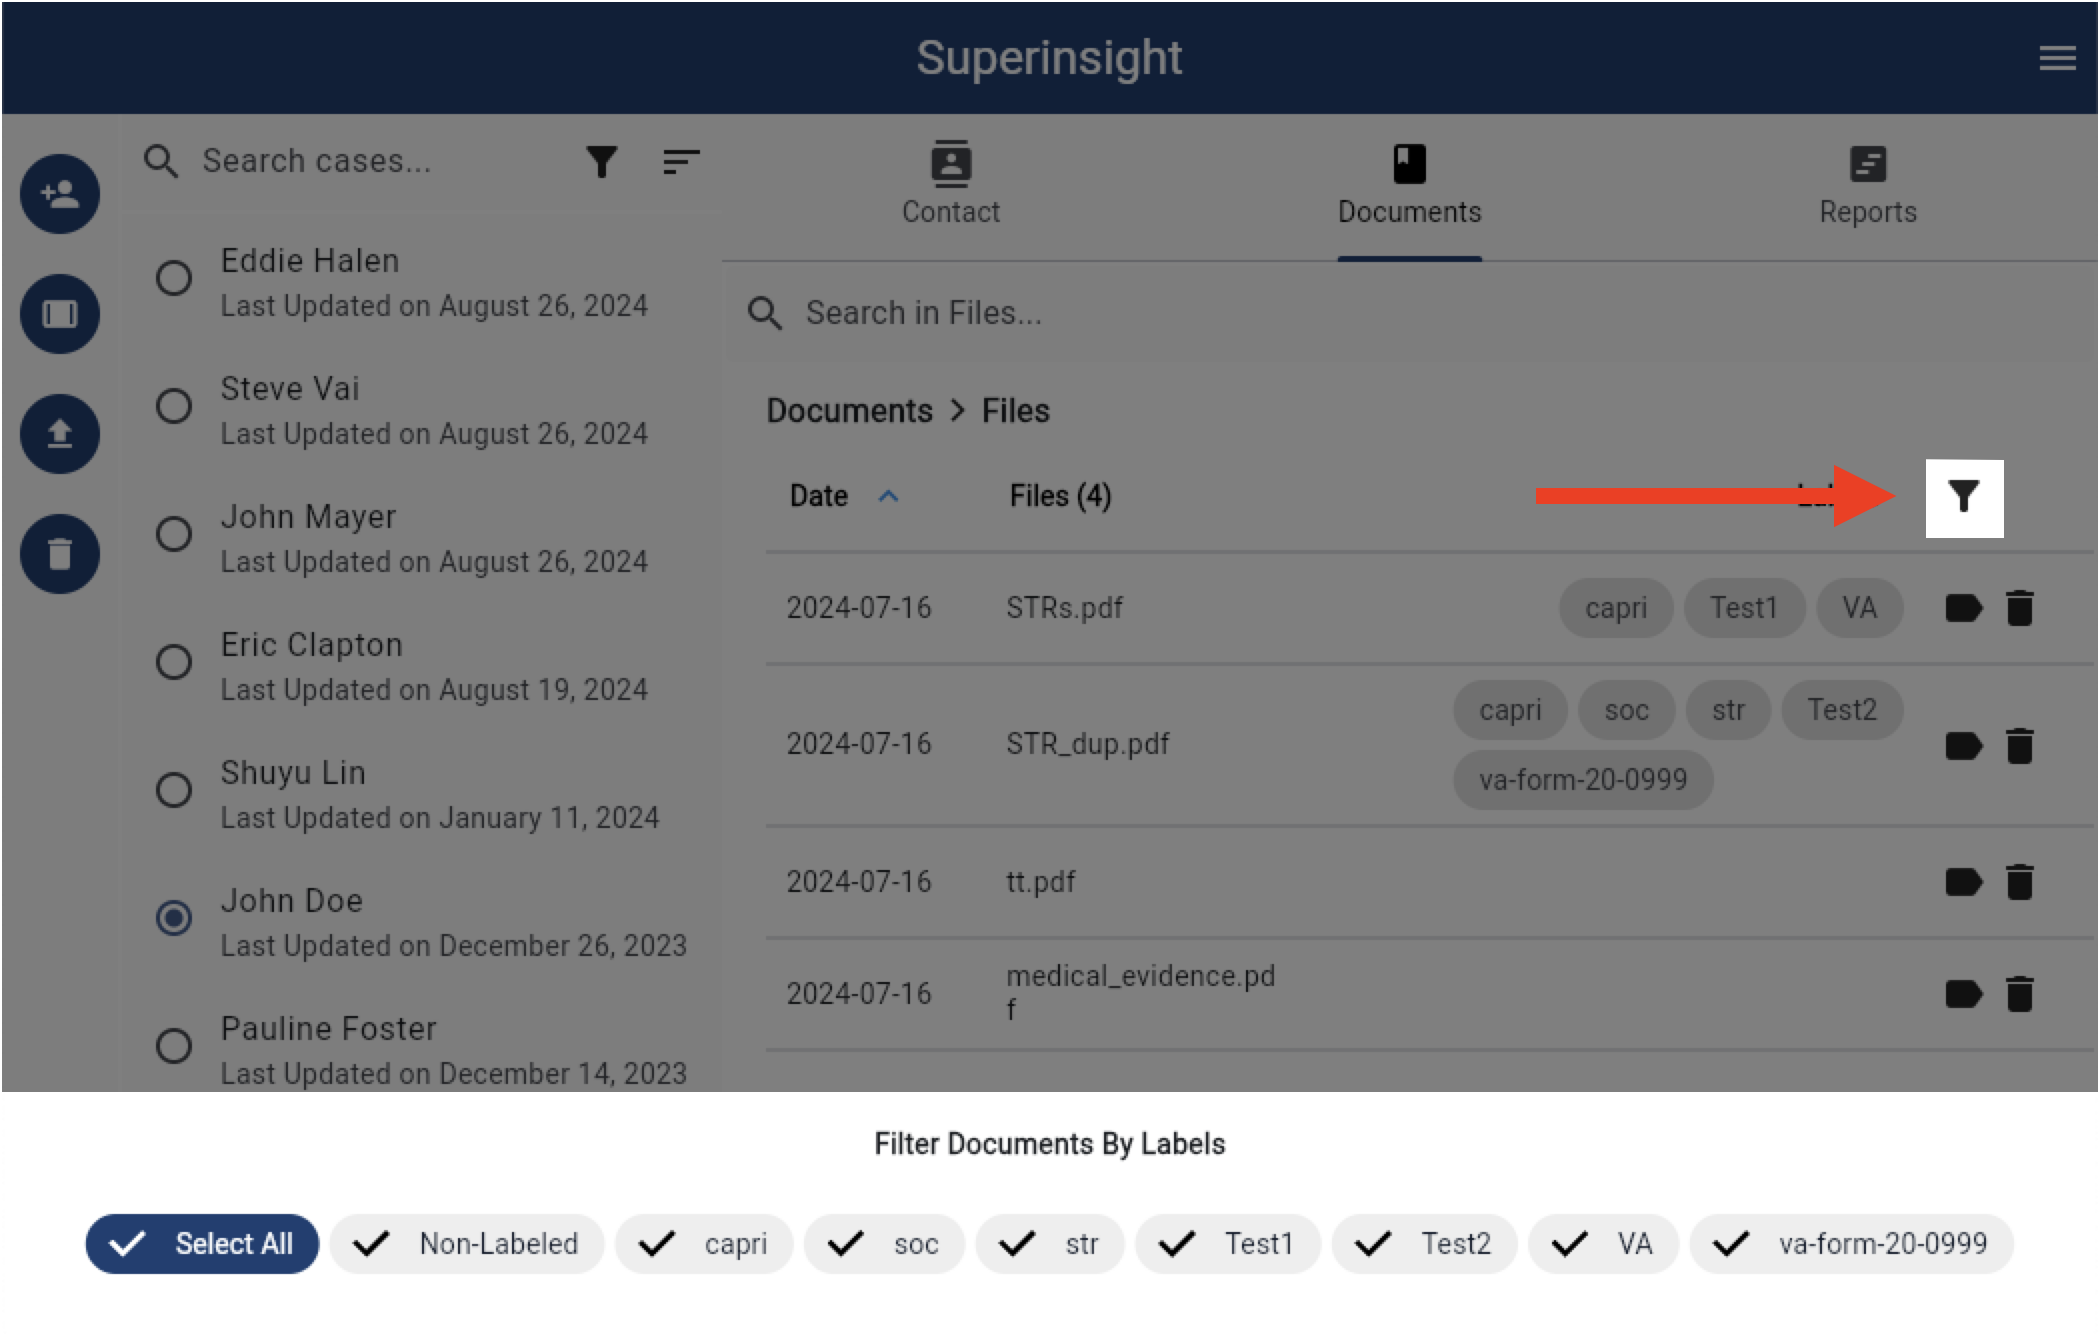 Superinsight
Search cases...
Eddie Halen
Last Updated on August 26, 2024
Steve Vai
Last Updated on August 26, 2024
John Mayer
Last Updated on August 26, 2024
Eric Clapton
Last Updated on August 19, 2024
Shuyu Lin
Last Updated on January 11, 2024
John Doe
Last Updated on December 26, 2023
Pauline Foster
Last Updated on December 14, 2023
Contact
Documents
Reports
Search in Files...
Documents > Files
Date Files (4)
2024-07-16 STRs.pdf capri Test1 VA
2024-07-16 STR_dup.pdf capri soc str Test2
va-form-20-0999
2024-07-16 tt.pdf
2024-07-16 medical_evidence.pd
f
Filter Documents By Labels
Select All Non-Labeled capri soc str Test1 Test2 VA va-form-20-0999